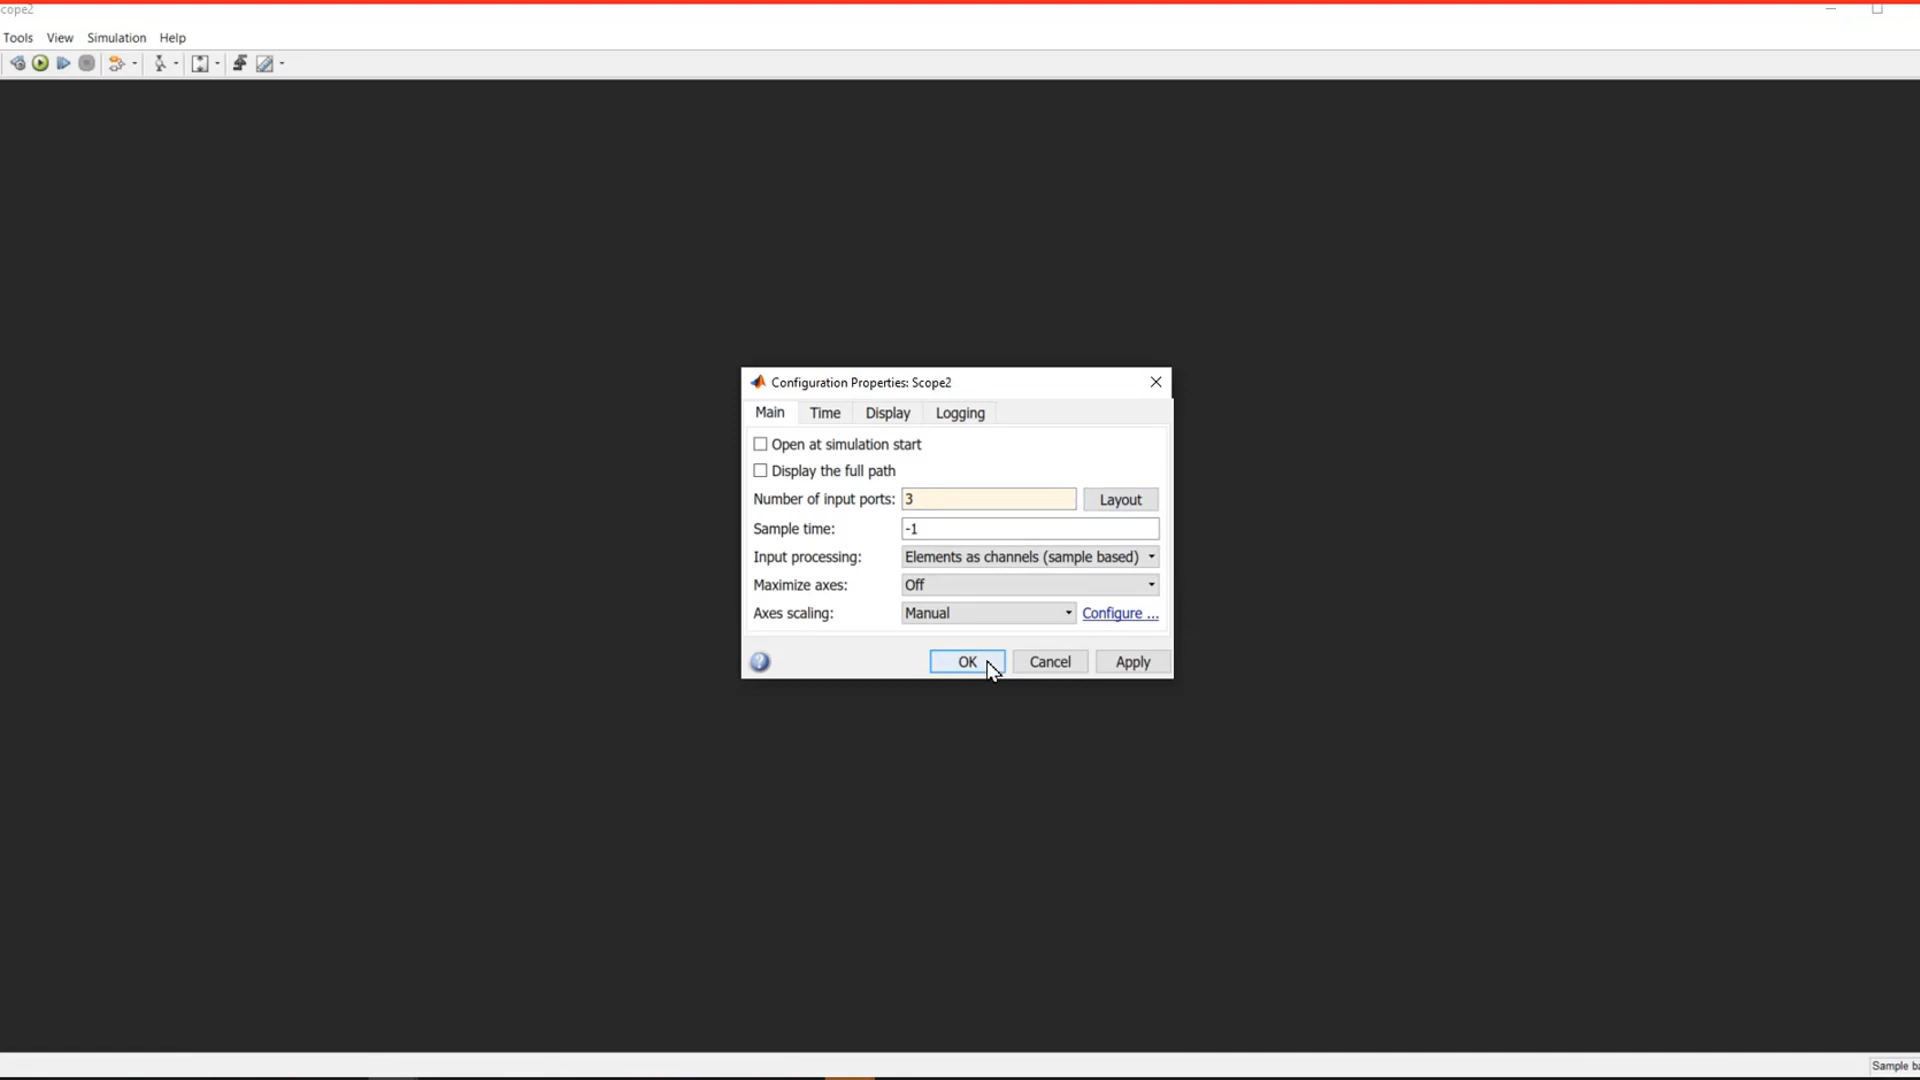 cope2
Tools View Simulation Help
Configuration Properties: Scope2
Main Time Display Logging
Open at simulation start
Display the full path
Number of input ports: 3 Layout
Sample time: -1
Input processing: Elements as channels (sample based)
Maximize axes: Off
Axes scaling: Manual Configure ...
? OK Cancel Apply
Sample ba